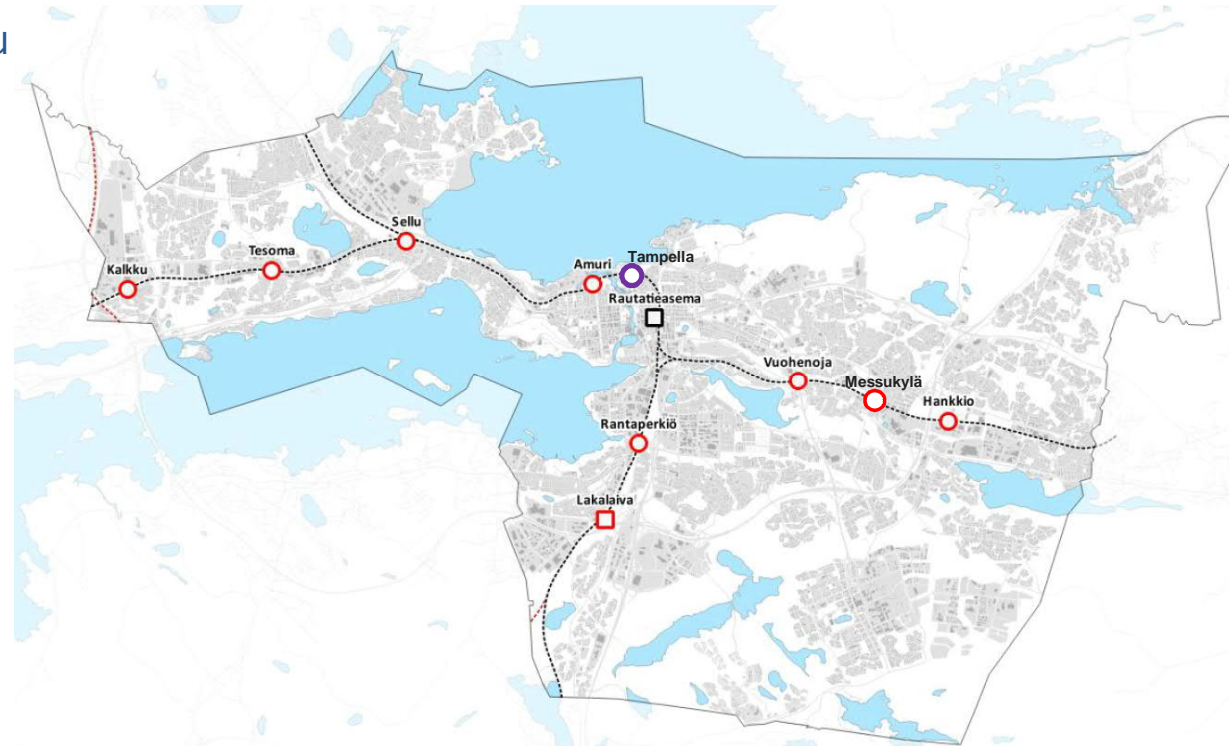 u
Sellu
Tesoma
Kalkku
Amuri
Tampella
Rautatieasema
Vuohenoja
Messukylä
Hankkio
Rantaperkiö
Lakalaiva